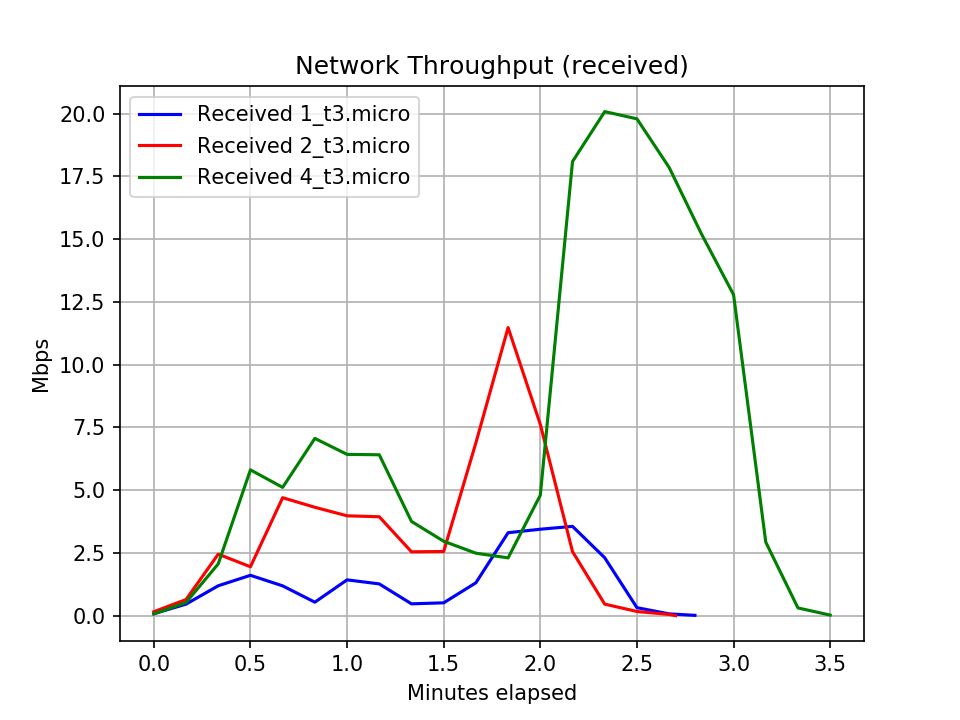 Network Throughput (received)
Received 1_t3.micro
Received 2_t3.micro
Received 4_t3.micro
20.0
17.5
15.0
12.5
10.0
7.5
5.0
2.5
0.0
Mbps
0.0 0.5 1.0 1.5 2.0 2.5 3.0 3.5
Minutes elapsed